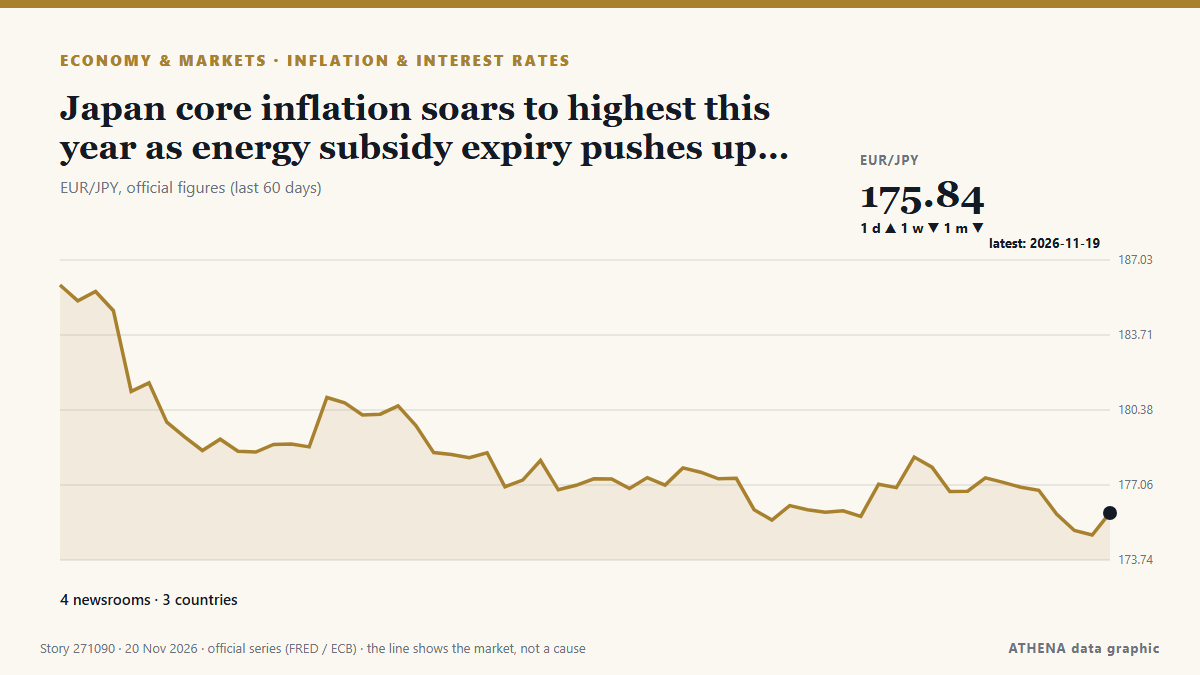 ECONOMY & MARKETS · INFLATION & INTEREST RATES
Japan core inflation soars to highest this
year as energy subsidy expiry pushes up...
EUR/JPY, official figures (last 60 days)
EUR/JPY
175.84
1 d ▲ 1 w ▼ 1 m ▼
latest: 2026-11-19
187.03
183.71
180.38
177.06
173.74
4 newsrooms · 3 countries
Story 271090 · 20 Nov 2026 · official series (FRED / ECB) · the line shows the market, not a cause
ATHENA data graphic